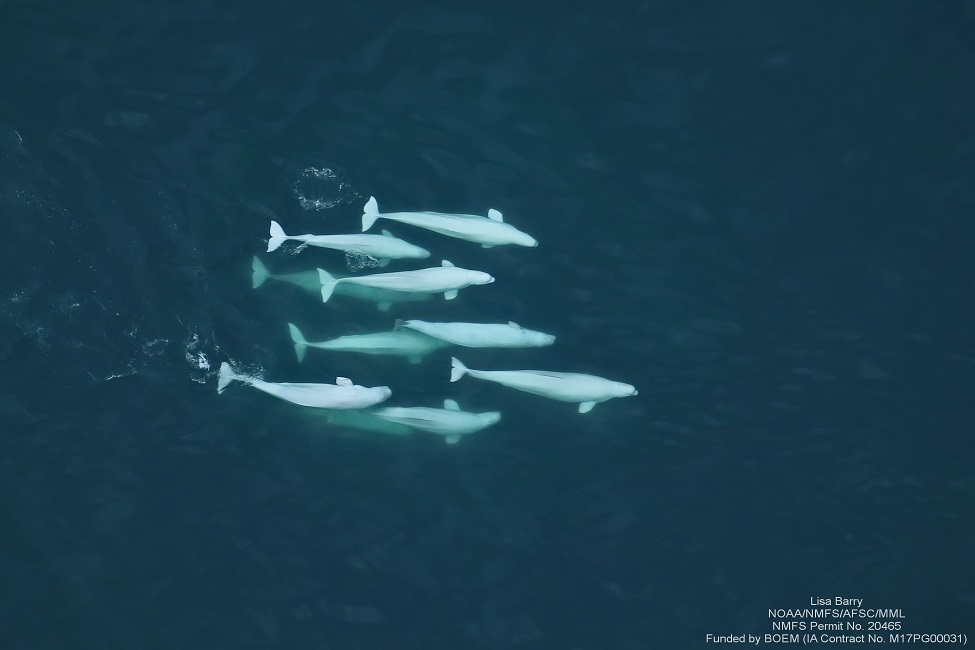 Lisa Barry
NOAA/NMFS/AFSC/MML
NMFS Permit No. 20465
Funded by BOEM (IA Contract No. M17PG00031)